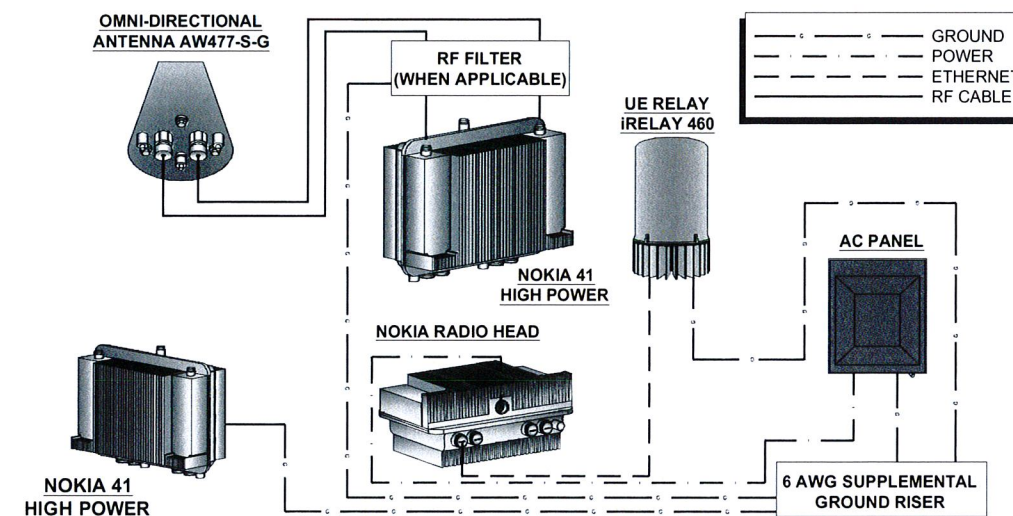 OMNI-DIRECTIONAL
ANTENNA AW477-S-G
RF FILTER
(WHEN APPLICABLE)
UE RELAY
iRELAY 460
GROUND
POWER
ETHERNET
RF CABLE
NOKIA 41
HIGH POWER
AC PANEL
NOKIA RADIO HEAD
NOKIA 41
HIGH POWER
6 AWG SUPPLEMENTAL
GROUND RISER